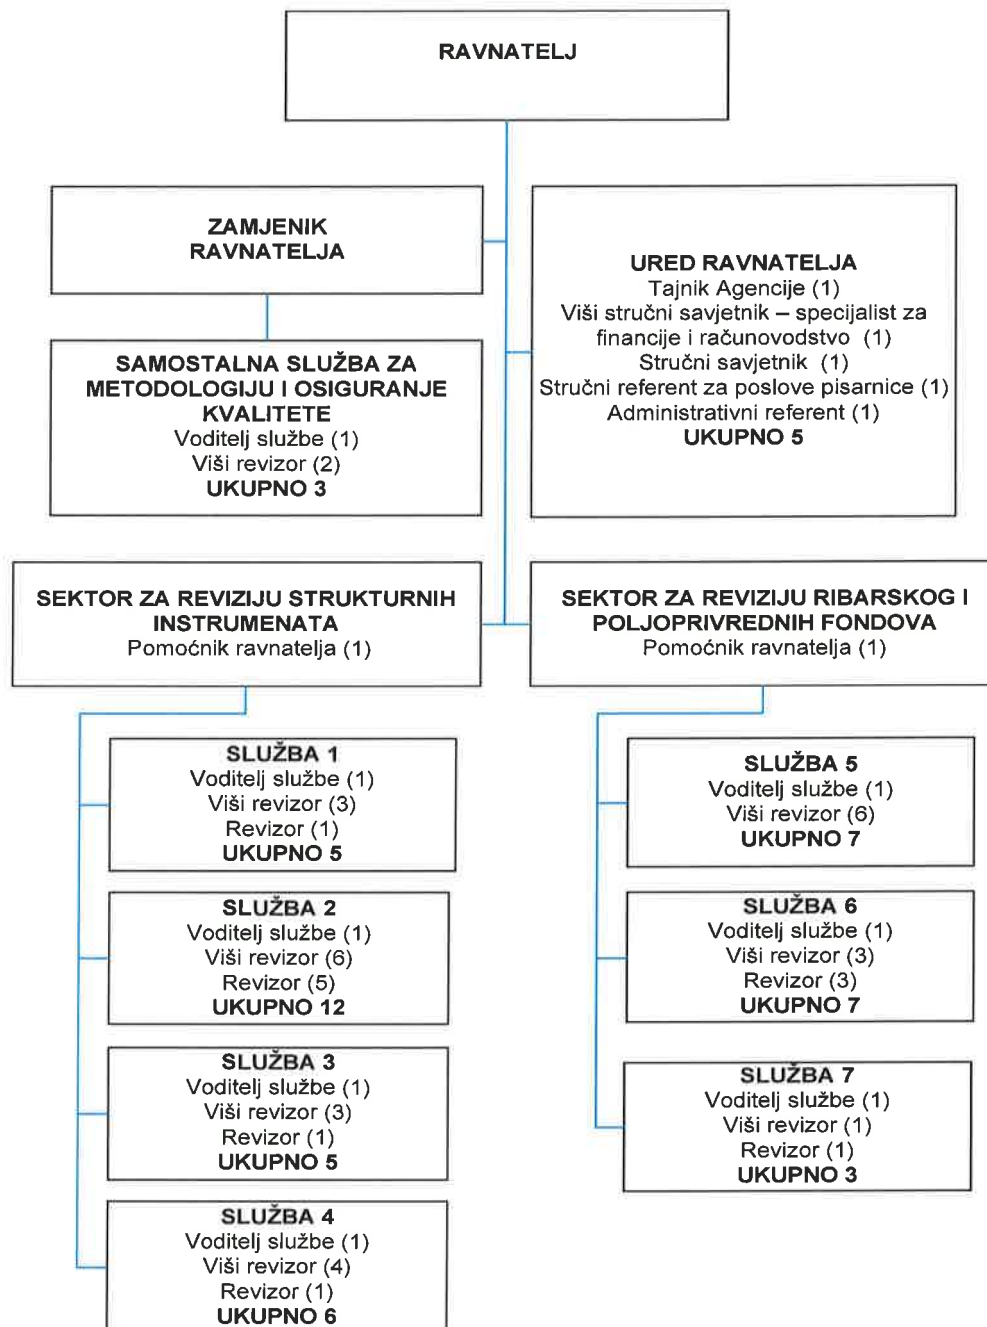 RAVNATELJ
ZAMJENIK
RAVNATELJA
URED RAVNATELJA
Tajnik Agencije (1)
Viši stručni savjetnik – specijalist za
financije i računovodstvo (1)
Stručni savjetnik (1)
Stručni referent za poslove pisarnice (1)
Administrativni referent (1)
UKUPNO 5
SAMOSTALNA SLUŽBA ZA
METODOLOGIJU I OSIGURANJE
KVALITETE
Voditelj službe (1)
Viši revizor (2)
UKUPNO 3
SEKTOR ZA REVIZIJU STRUKTURNIH
INSTRUMENATA
Pomoćnik ravnatelja (1)
SEKTOR ZA REVIZIJU RIBARSKOG I
POLJOPRIVREDNIH FONDOVA
Pomoćnik ravnatelja (1)
SLUŽBA 1
Voditelj službe (1)
Viši revizor (3)
Revizor (1)
UKUPNO 5
SLUŽBA 2
Voditelj službe (1)
Viši revizor (6)
Revizor (5)
UKUPNO 12
SLUŽBA 3
Voditelj službe (1)
Viši revizor (3)
Revizor (1)
UKUPNO 5
SLUŽBA 4
Voditelj službe (1)
Viši revizor (4)
Revizor (1)
UKUPNO 6
SLUŽBA 5
Voditelj službe (1)
Viši revizor (6)
UKUPNO 7
SLUŽBA 6
Voditelj službe (1)
Viši revizor (3)
Revizor (3)
UKUPNO 7
SLUŽBA 7
Voditelj službe (1)
Viši revizor (1)
Revizor (1)
UKUPNO 3